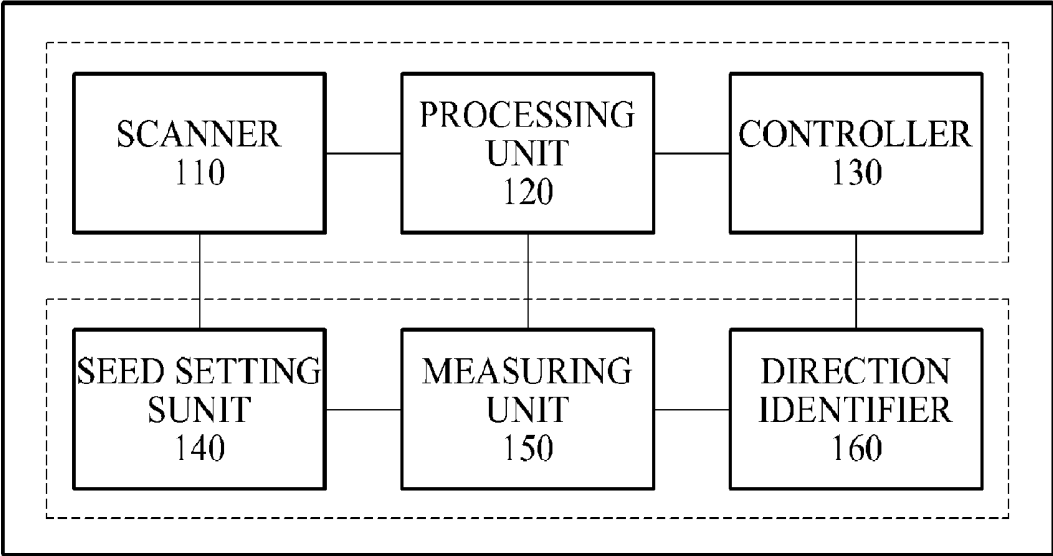 SCANNER
110
PROCESSING
UNIT
120
CONTROLLER
130
SEED SETTING
SUNIT
140
MEASURING
UNIT
150
DIRECTION
IDENTIFIER
160